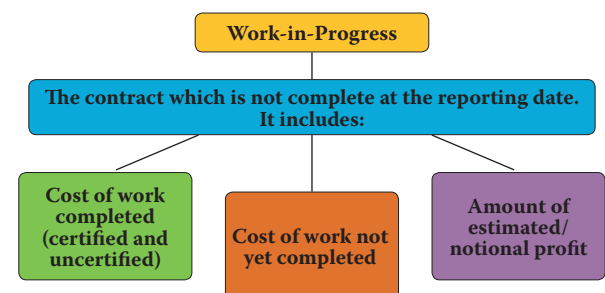 Work-in-Progress
The contract which is not complete at the reporting date.
It includes:
Cost of work
completed
(certified and
uncertified)
Cost of work not
yet completed
Amount of
estimated/
notional profit